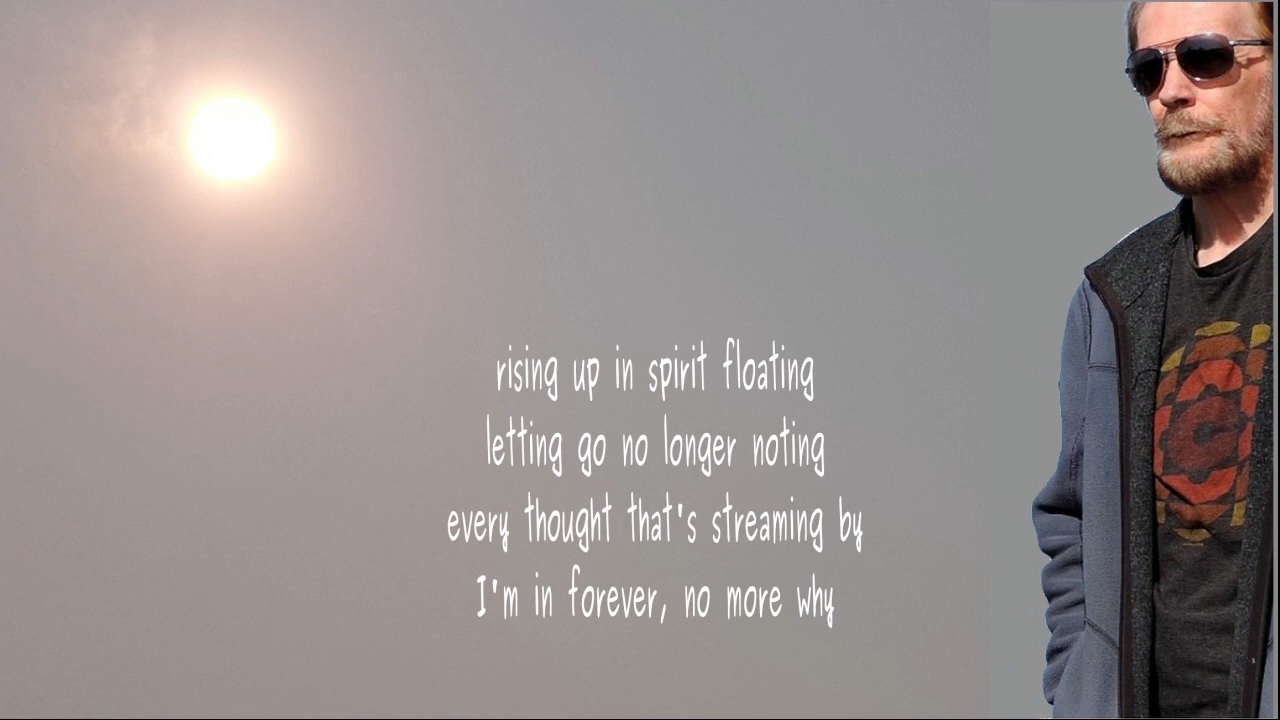 rising up in spirit floating
letting go no longer noting
every thought that's streaming by
I'm in forever, no more why